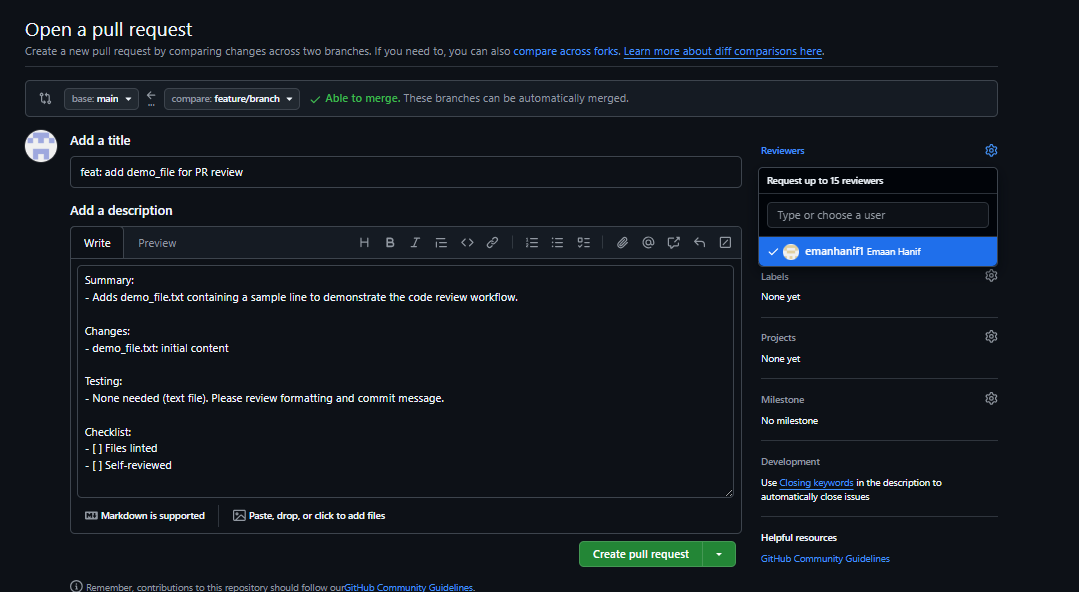 Open a pull request
Create a new pull request by comparing changes across two branches. If you need to, you can also compare across forks. Learn more about diff comparisons here.
base: main
compare: feature/branch
Able to merge. These branches can be automatically merged.
Add a title
feat: add demo_file for PR review
Add a description
Write Preview
Summary:
- Adds demo_file.txt containing a sample line to demonstrate the code review workflow.
Changes:
- demo_file.txt: initial content
Testing:
- None needed (text file). Please review formatting and commit message.
Checklist:
- [ ] Files linted
- [ ] Self-reviewed
Markdown is supported
Paste, drop, or click to add files
Create pull request
Remember, contributions to this repository should follow our GitHub Community Guidelines.
Reviewers
Request up to 15 reviewers
Type or choose a user
emanhanif1 Emaan Hanif
Labels
None yet
Projects
None yet
Milestone
No milestone
Development
Use Closing keywords in the description to
automatically close issues
Helpful resources
GitHub Community Guidelines